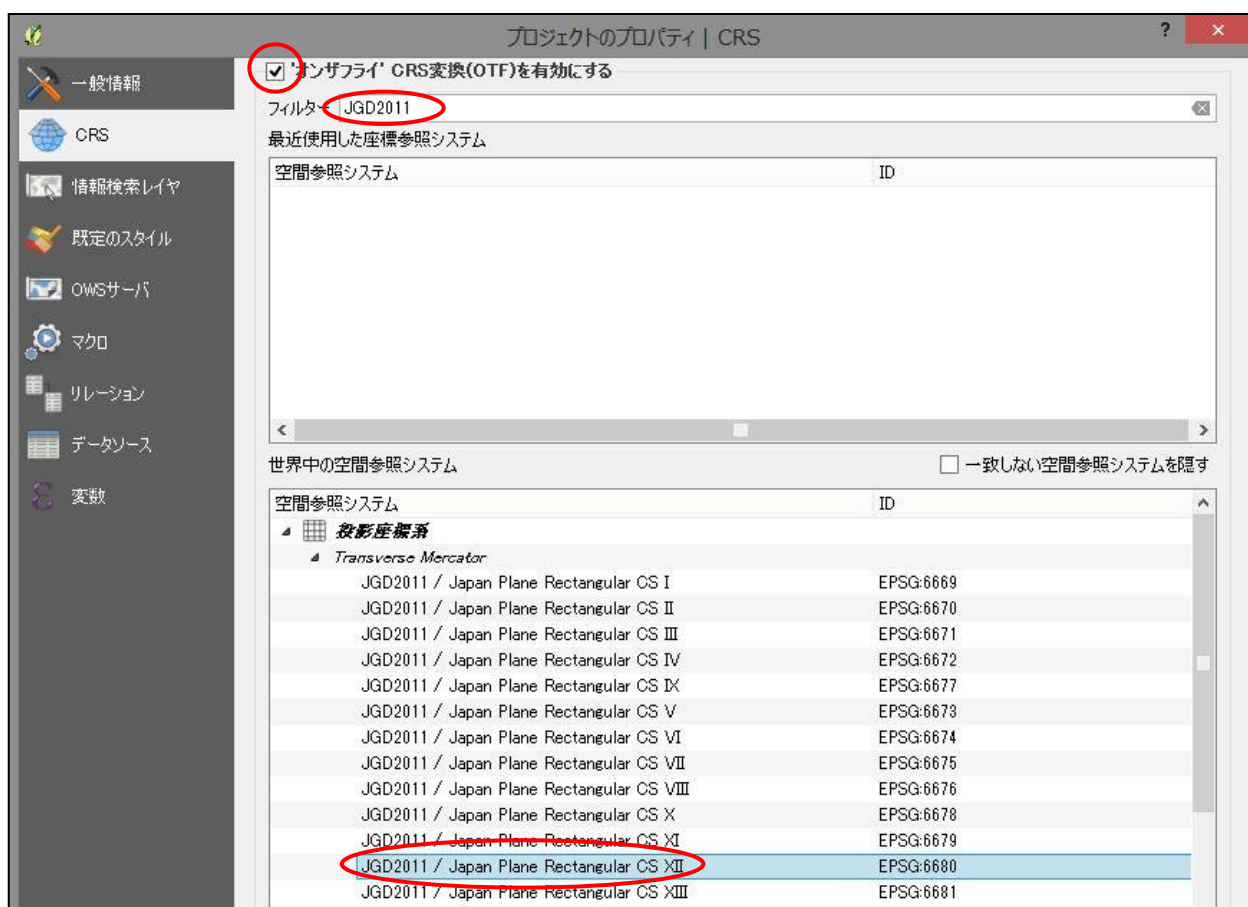 プロジェクトのプロパティ | CRS
?
×
一般情報
CRS
情報検索レイヤ
既定のスタイル
OWSサーバ
マクロ
リレーション
データソース
変数
'オンザフライ' CRS変換(OTF)を有効にする
フィルター JGD2011
最近使用した座標参照システム
空間参照システム ID
世界中の空間参照システム 一致しない空間参照システムを隠す
空間参照システム ID
投影座標系
Transverse Mercator
JGD2011 / Japan Plane Rectangular CS I EPSG:6669
JGD2011 / Japan Plane Rectangular CS Ⅱ EPSG:6670
JGD2011 / Japan Plane Rectangular CS Ⅲ EPSG:6671
JGD2011 / Japan Plane Rectangular CS Ⅳ EPSG:6672
JGD2011 / Japan Plane Rectangular CS Ⅸ EPSG:6677
JGD2011 / Japan Plane Rectangular CS V EPSG:6673
JGD2011 / Japan Plane Rectangular CS Ⅵ EPSG:6674
JGD2011 / Japan Plane Rectangular CS Ⅶ EPSG:6675
JGD2011 / Japan Plane Rectangular CS Ⅷ EPSG:6676
JGD2011 / Japan Plane Rectangular CS X EPSG:6678
JGD2011 / Japan Plane Rectangular CS Ⅺ EPSG:6679
JGD2011 / Japan Plane Rectangular CS Ⅻ EPSG:6680
JGD2011 / Japan Plane Rectangular CS XⅢ EPSG:6681